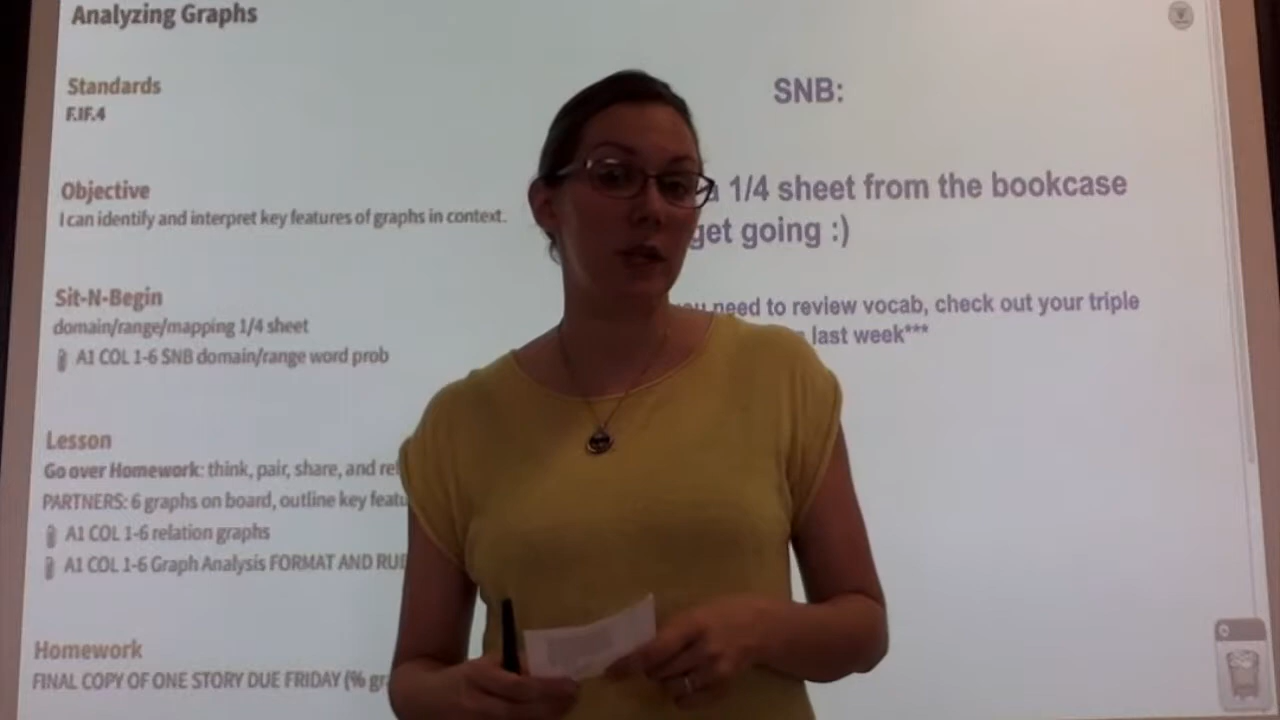 Analyzing Graphs
Standards
F.IF.4
Objective
I can identify and interpret key features of graphs in context.
Sit-N-Begin
domain/range/mapping 1/4 sheet
A1 COL 1-6 SNB domain/range word prob
Lesson
Go over Homework: think, pair, share, and
PARTNERS: 6 graphs on board, outline key
A1 COL 1-6 relation graphs
A1 COL 1-6 Graph Analysis FORMAT AND
Homework
FINAL COPY OF ONE STORY DUE FRIDAY (%
SNB:
1/4 sheet from the bookcase
get going :)
need to review vocab, check out your triple
last week***